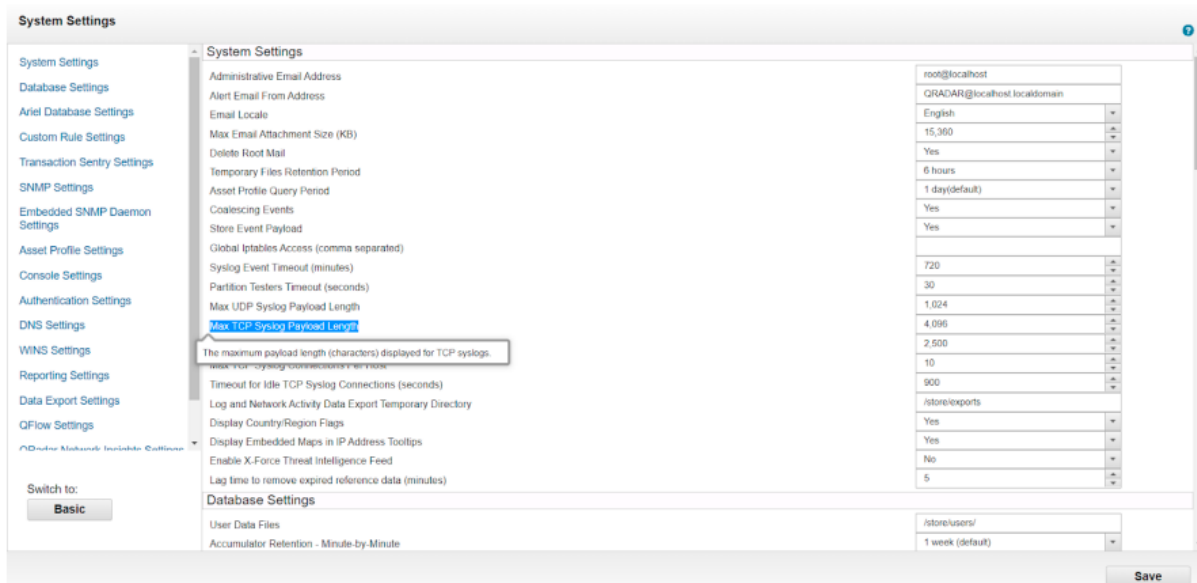 System Settings
?
System Settings
Database Settings
Ariel Database Settings
Custom Rule Settings
Transaction Sentry Settings
SNMP Settings
Embedded SNMP Daemon
Settings
Asset Profile Settings
Console Settings
Authentication Settings
DNS Settings
WINS Settings
Reporting Settings
Data Export Settings
QFlow Settings
QRadar Network Insights Settings
Switch to:
Basic
System Settings
Administrative Email Address root@localhost
Alert Email From Address QRADAR@localhost.localdomain
Email Locale English
Max Email Attachment Size (KB) 15,360
Delete Root Mail Yes
Temporary Files Retention Period 6 hours
Asset Profile Query Period 1 day(default)
Coalescing Events Yes
Store Event Payload Yes
Global Iptables Access (comma separated)
Syslog Event Timeout (minutes) 720
Partition Testers Timeout (seconds) 30
Max UDP Syslog Payload Length 1,024
Max TCP Syslog Payload Length 4,096
The maximum payload length (characters) displayed for TCP syslogs. 2,500
Max TCP Syslog Connections Per Host 10
Timeout for Idle TCP Syslog Connections (seconds) 900
Log and Network Activity Data Export Temporary Directory /store/exports
Display Country/Region Flags Yes
Display Embedded Maps in IP Address Tooltips Yes
Enable X-Force Threat Intelligence Feed No
Lag time to remove expired reference data (minutes) 5
Database Settings
User Data Files /store/users/
Accumulator Retention - Minute-by-Minute 1 week (default)
Save